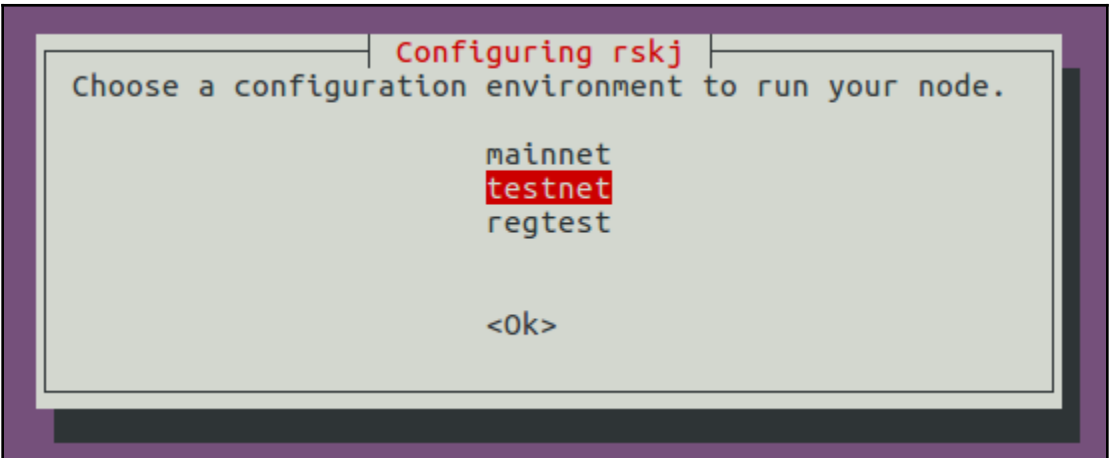 Configuring rskj
Choose a configuration environment to run your node.
mainnet
testnet
regtest
<Ok>